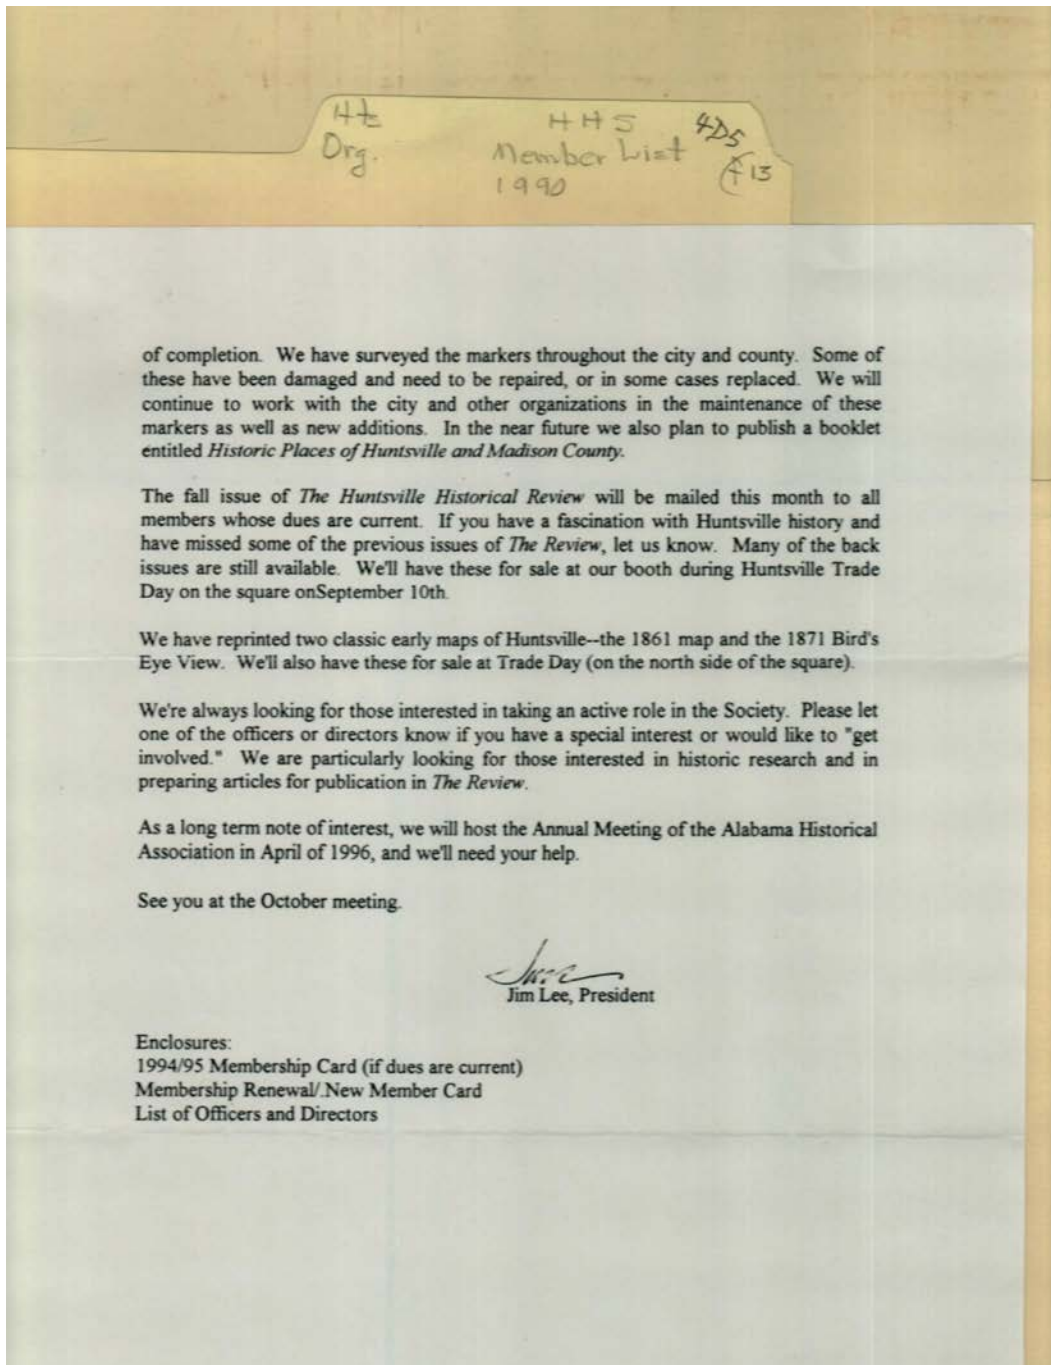 Org.
HHS
Member List
1990
4D5
13
of completion. We have surveyed the markers throughout the city and county. Some of
these have been damaged and need to be repaired, or in some cases replaced. We will
continue to work with the city and other organizations in the maintenance of these
markers as well as new additions. In the near future we also plan to publish a booklet
entitled Historic Places of Huntsville and Madison County.
The fall issue of The Huntsville Historical Review will be mailed this month to all
members whose dues are current. If you have a fascination with Huntsville history and
have missed some of the previous issues of The Review, let us know. Many of the back
issues are still available. We'll have these for sale at our booth during Huntsville Trade
Day on the square onSeptember 10th.
We have reprinted two classic early maps of Huntsville--the 1861 map and the 1871 Bird's
Eye View. We'll also have these for sale at Trade Day (on the north side of the square).
We're always looking for those interested in taking an active role in the Society. Please let
one of the officers or directors know if you have a special interest or would like to "get
involved." We are particularly looking for those interested in historic research and in
preparing articles for publication in The Review.
As a long term note of interest, we will host the Annual Meeting of the Alabama Historical
Association in April of 1996, and we'll need your help.
See you at the October meeting.
Jim Lee, President
Enclosures:
1994/95 Membership Card (if dues are current)
Membership Renewal/.New Member Card
List of Officers and Directors